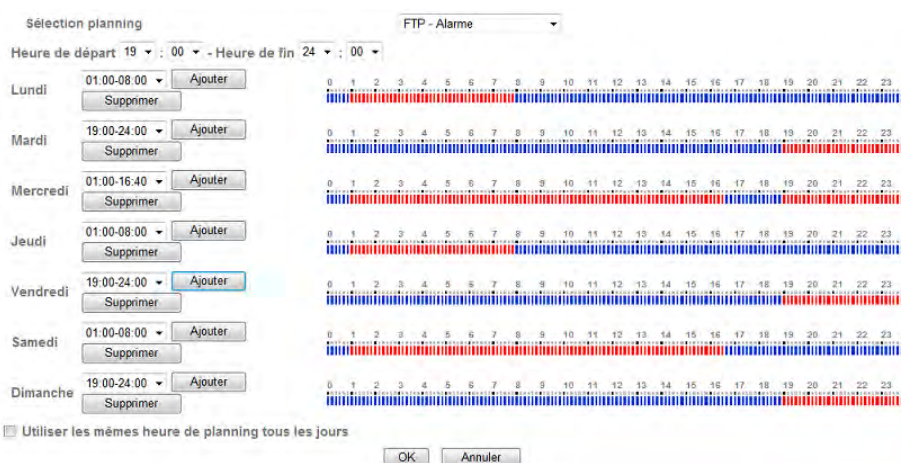 Sélection planning FTP - Alarme
Heure de départ 19 : 00 - Heure de fin 24 : 00
Lundi 01:00-08:00 Ajouter
Supprimer
0 1 2 3 4 5 6 7 8 9 10 11 12 13 14 15 16 17 18 19 20 21 22 23
Mardi 19:00-24:00 Ajouter
Supprimer
0 1 2 3 4 5 6 7 8 9 10 11 12 13 14 15 16 17 18 19 20 21 22 23
Mercredi 01:00-16:40 Ajouter
Supprimer
0 1 2 3 4 5 6 7 8 9 10 11 12 13 14 15 16 17 18 19 20 21 22 23
Jeudi 01:00-08:00 Ajouter
Supprimer
0 1 2 3 4 5 6 7 8 9 10 11 12 13 14 15 16 17 18 19 20 21 22 23
Vendredi 19:00-24:00 Ajouter
Supprimer
0 1 2 3 4 5 6 7 8 9 10 11 12 13 14 15 16 17 18 19 20 21 22 23
Samedi 01:00-08:00 Ajouter
Supprimer
0 1 2 3 4 5 6 7 8 9 10 11 12 13 14 15 16 17 18 19 20 21 22 23
Dimanche 19:00-24:00 Ajouter
Supprimer
0 1 2 3 4 5 6 7 8 9 10 11 12 13 14 15 16 17 18 19 20 21 22 23
Utiliser les mêmes heure de planning tous les jours
OK Annuler